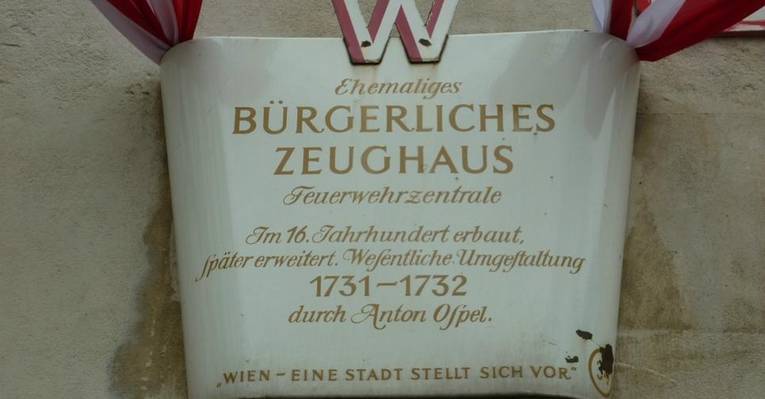 W
Ehemaliges
BÜRGERLICHES
ZEUGHAUS
Feuerwehrzentrale
Im 16. Jahrhundert erbaut,
ſpäter erweitert. Weſentliche Umgeſtaltung
1731–1732
durch Anton Oſpel.
„WIEN – EINE STADT STELLT SICH VOR“